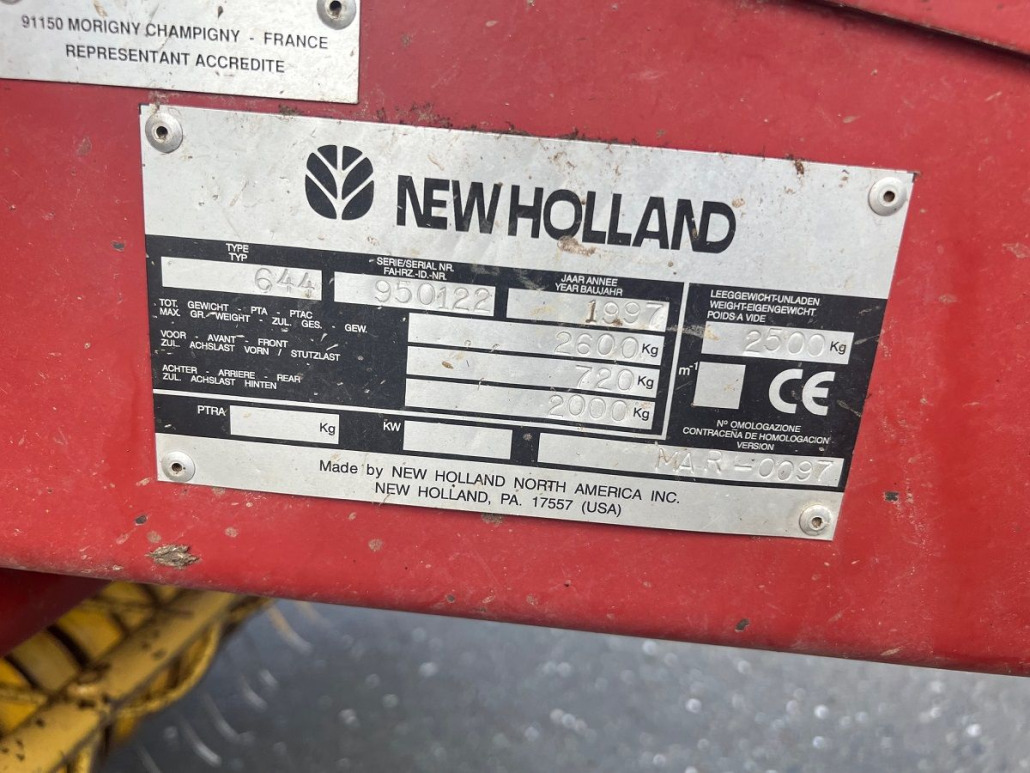 91150 MORIGNY CHAMPIGNY - FRANCE
REPRESENTANT ACCREDITE
NEW HOLLAND
TYPE
TYP
644
SERIE/SERIAL NR.
FAHRZ.-ID.-NR.
950122
JAAR ANNEE
YEAR BAUJAHR
1997
LEEGGEWICHT-UNLADEN
WEIGHT-EIGENGEWICHT
POIDS A VIDE
2500 Kg
TOT. GEWICHT - PTA - PTAC
MAX. GR. WEIGHT - ZUL. GES. - GEW.
2600 Kg
VOOR - AVANT - FRONT
ZUL. ACHSLAST VORN / STUTZLAST
720 Kg
ACHTER - ARRIERE - REAR
ZUL. ACHSLAST HINTEN
2000 Kg
m-1
CE
PTRA
Kg
KW
Nº OMOLOGAZIONE
CONTRACEÑA DE HOMOLOGACION
VERSION
MAR-0097
Made by NEW HOLLAND NORTH AMERICA INC.
NEW HOLLAND, PA. 17557 (USA)